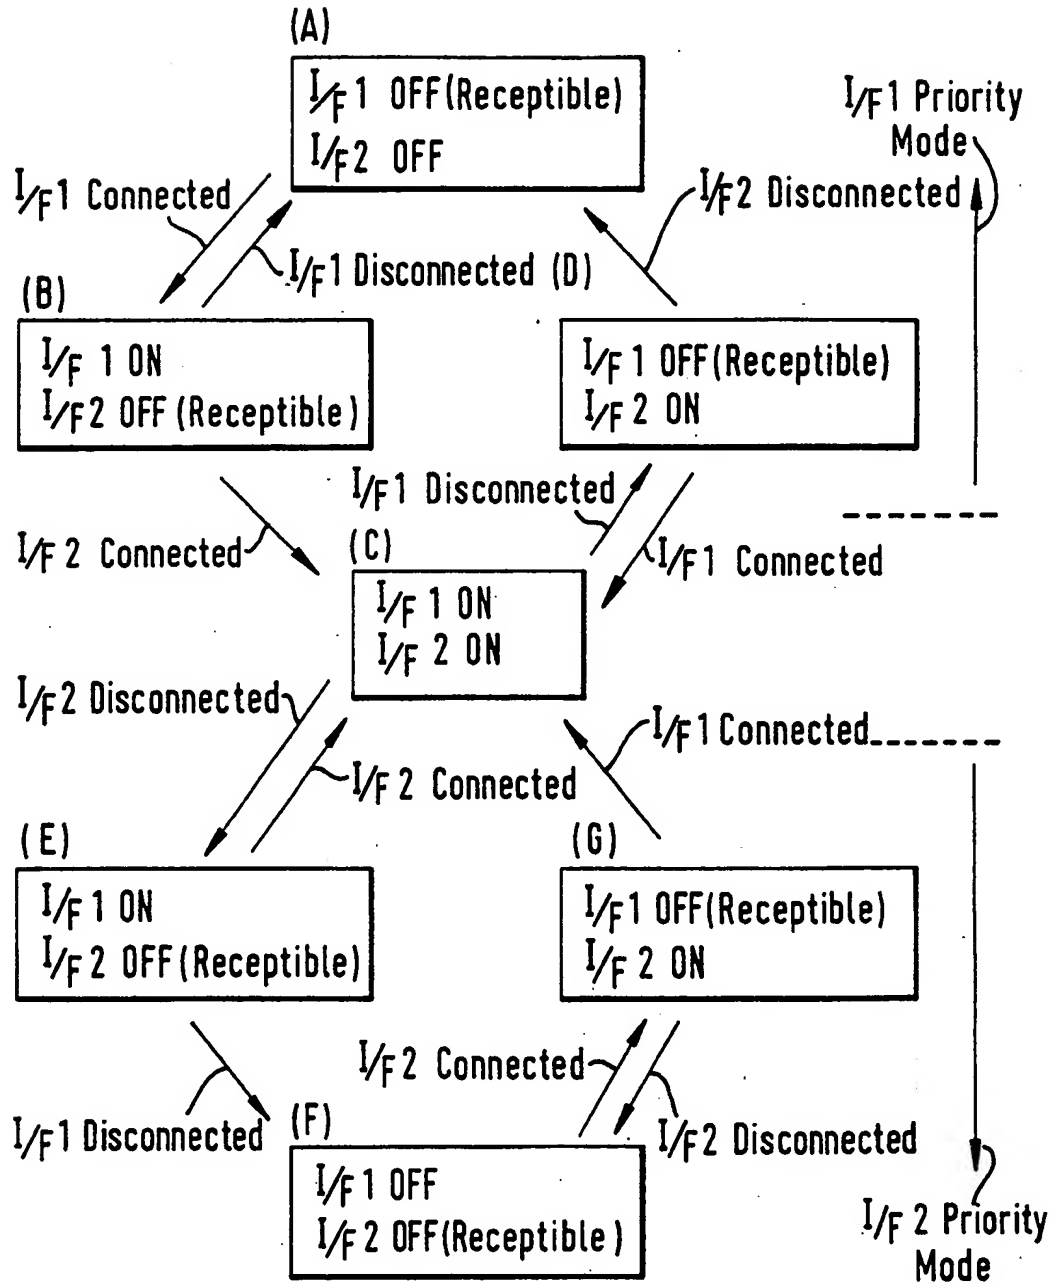 (A)
I/F 1 OFF(Receptible)
I/F 2 OFF
I/F 1 Priority
Mode
I/F 1 Connected
I/F 2 Disconnected
I/F 1 Disconnected (D)
(B)
I/F 1 ON
I/F 2 OFF (Receptible)
I/F 1 OFF(Receptible)
I/F 2 ON
I/F 1 Disconnected
I/F 2 Connected
(C)
I/F 1 Connected
I/F 1 ON
I/F 2 ON
I/F 2 Disconnected
I/F 1 Connected
I/F 2 Connected
(E)
(G)
I/F 1 ON
I/F 2 OFF(Receptible)
I/F 1 OFF(Receptible)
I/F 2 ON
I/F 2 Connected
I/F 1 Disconnected
(F)
I/F 2 Disconnected
I/F 1 OFF
I/F 2 OFF(Receptible)
I/F 2 Priority
Mode